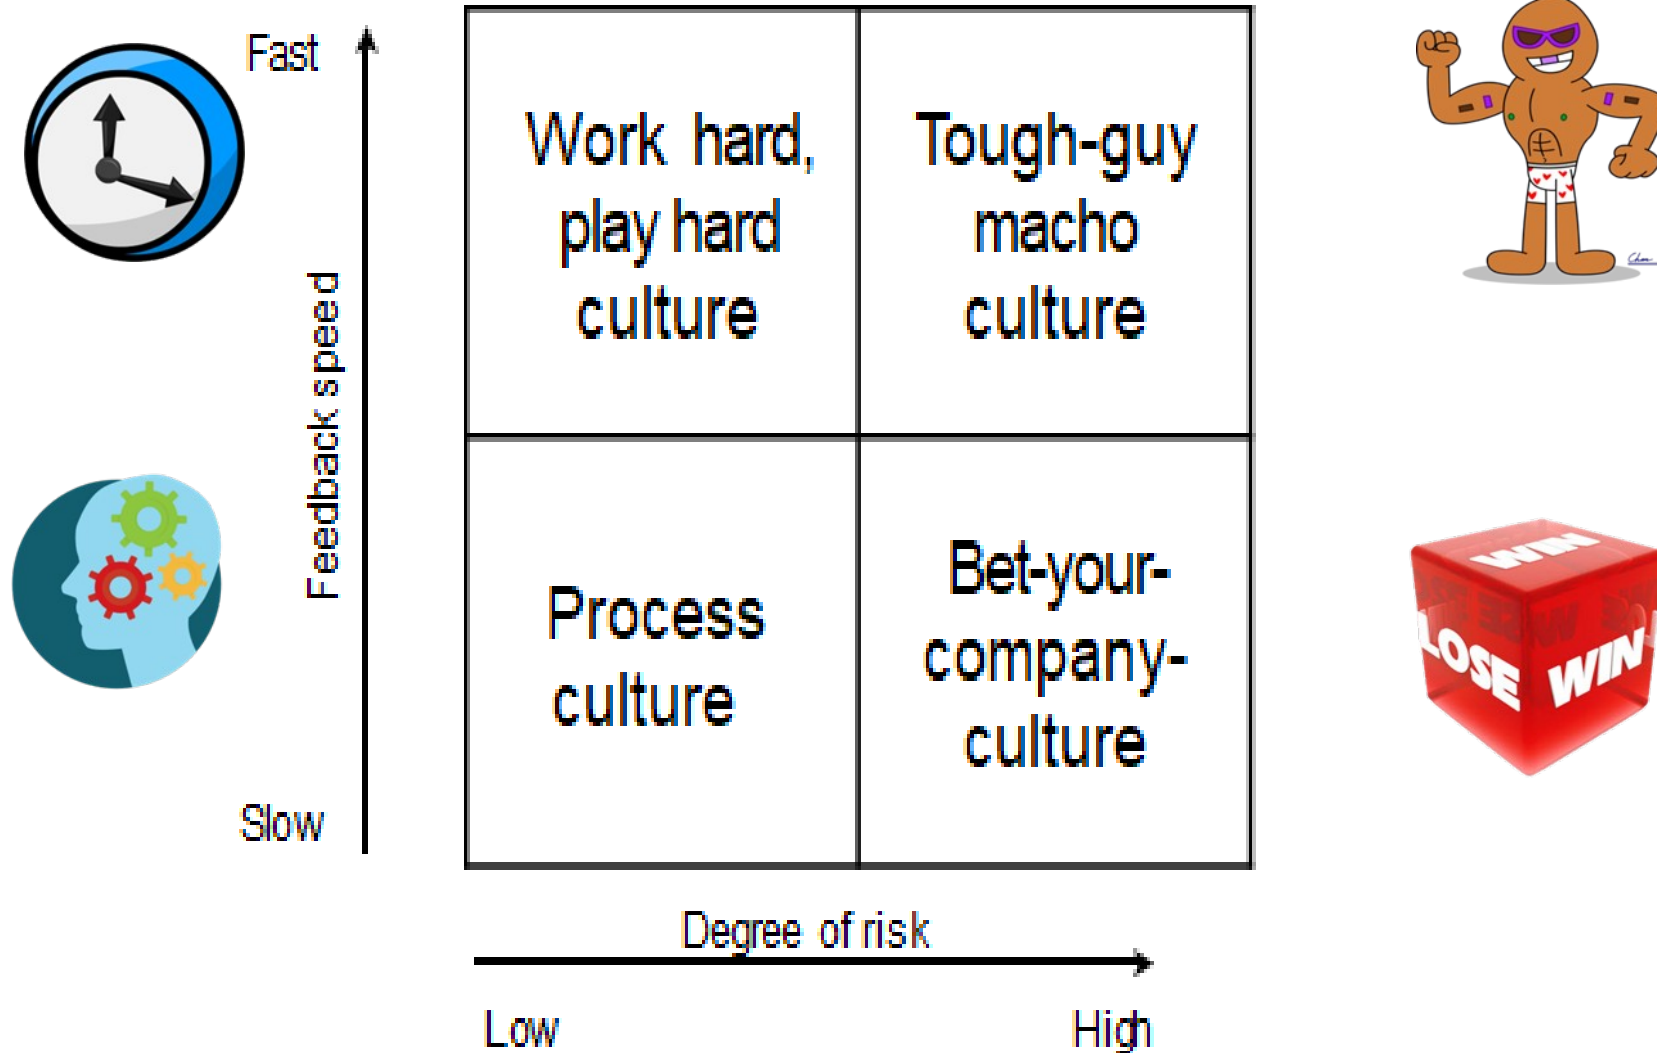 Fast
Work hard,
play hard
culture
Tough-guy
macho
culture
Feedback speed
Process
culture
Bet-your-
company-
culture
WIN
LOSE
WIN
Slow
Degree of risk
Low
High